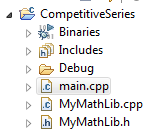 CompetitiveSeries
Binaries
Includes
Debug
main.cpp
MyMathLib.cpp
MyMathLib.h